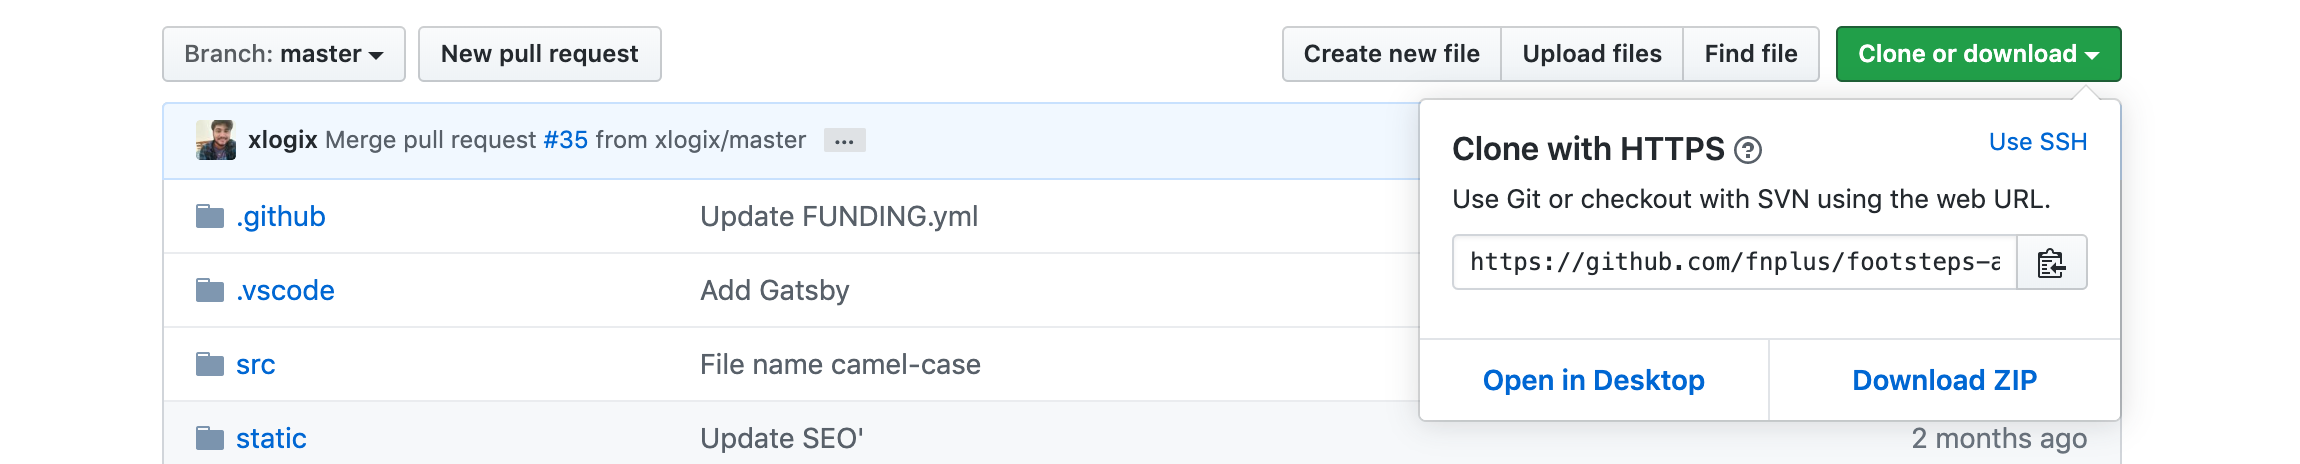 Branch: master
New pull request
Create new file
Upload files
Find file
Clone or download
xlogix Merge pull request #35 from xlogix/master ...
Clone with HTTPS ?
Use SSH
Use Git or checkout with SVN using the web URL.
https://github.com/fnplus/footsteps-a
Open in Desktop
Download ZIP
.github
Update FUNDING.yml
.vscode
Add Gatsby
src
File name camel-case
static
Update SEO'
2 months ago